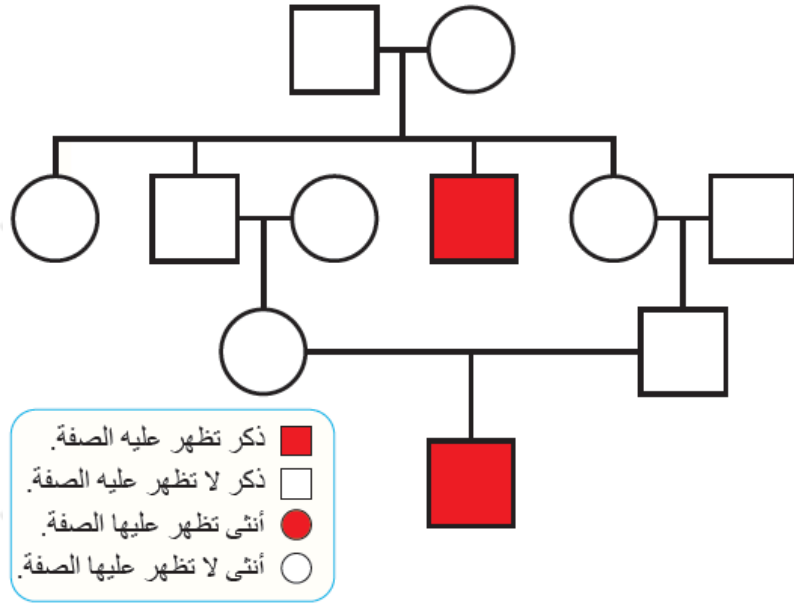 ذكر تظهر عليه الصفة.
ذكر لا تظهر عليه الصفة.
أنثى تظهر عليها الصفة.
أنثى لا تظهر عليها الصفة.